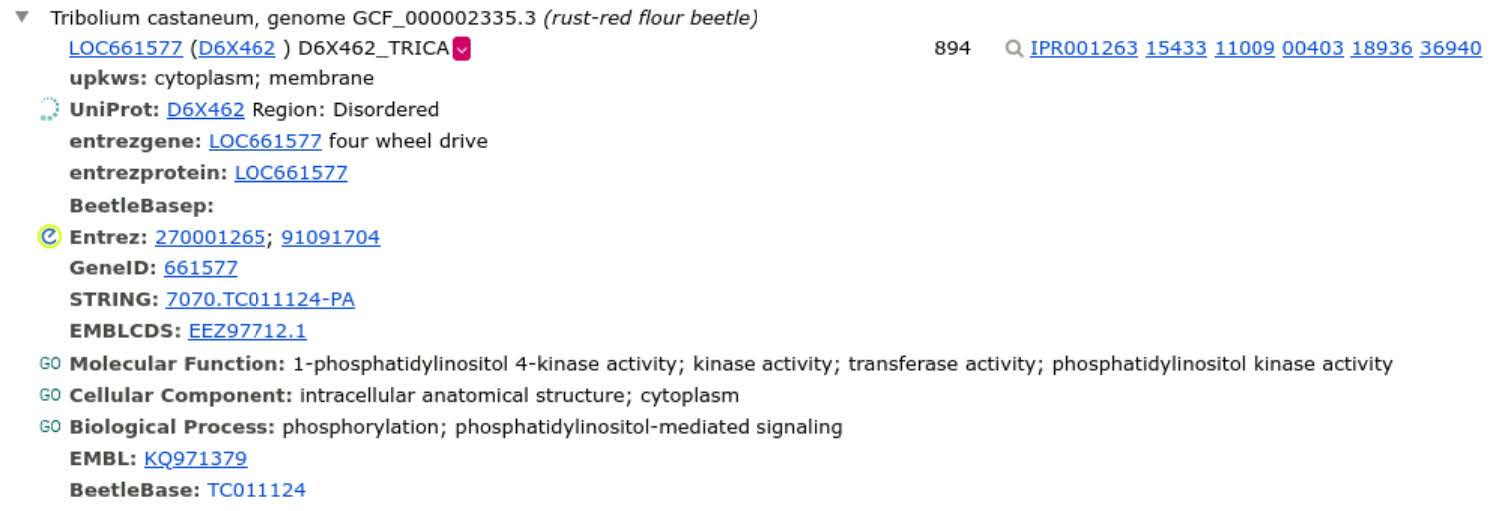 Tribolium castaneum, genome GCF_000002335.3 (rust-red flour beetle)
LOC661577 (D6X462 ) D6X462_TRICA 894 IPR001263 15433 11009 00403 18936 36940
upkws: cytoplasm; membrane
UniProt: D6X462 Region: Disordered
entrezgene: LOC661577 four wheel drive
entrezprotein: LOC661577
BeetleBasep:
Entrez: 270001265; 91091704
GeneID: 661577
STRING: 7070.TC011124-PA
EMBLCDS: EEZ97712.1
GO Molecular Function: 1-phosphatidylinositol 4-kinase activity; kinase activity; transferase activity; phosphatidylinositol kinase activity
GO Cellular Component: intracellular anatomical structure; cytoplasm
GO Biological Process: phosphorylation; phosphatidylinositol-mediated signaling
EMBL: KQ971379
BeetleBase: TC011124